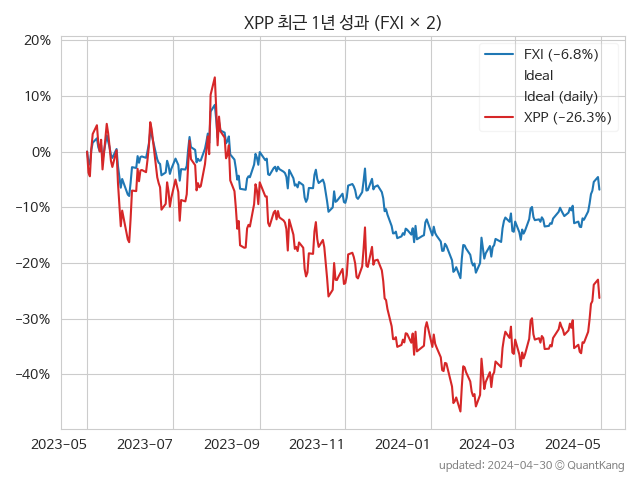 XPP 최근 1년 성과 (FXI × 2)
20%
10%
0%
−10%
−20%
−30%
−40%
FXI (−6.8%)
Ideal
Ideal (daily)
XPP (−26.3%)
2023-05
2023-07
2023-09
2023-11
2024-01
2024-03
2024-05
updated: 2024-04-30 © QuantKang